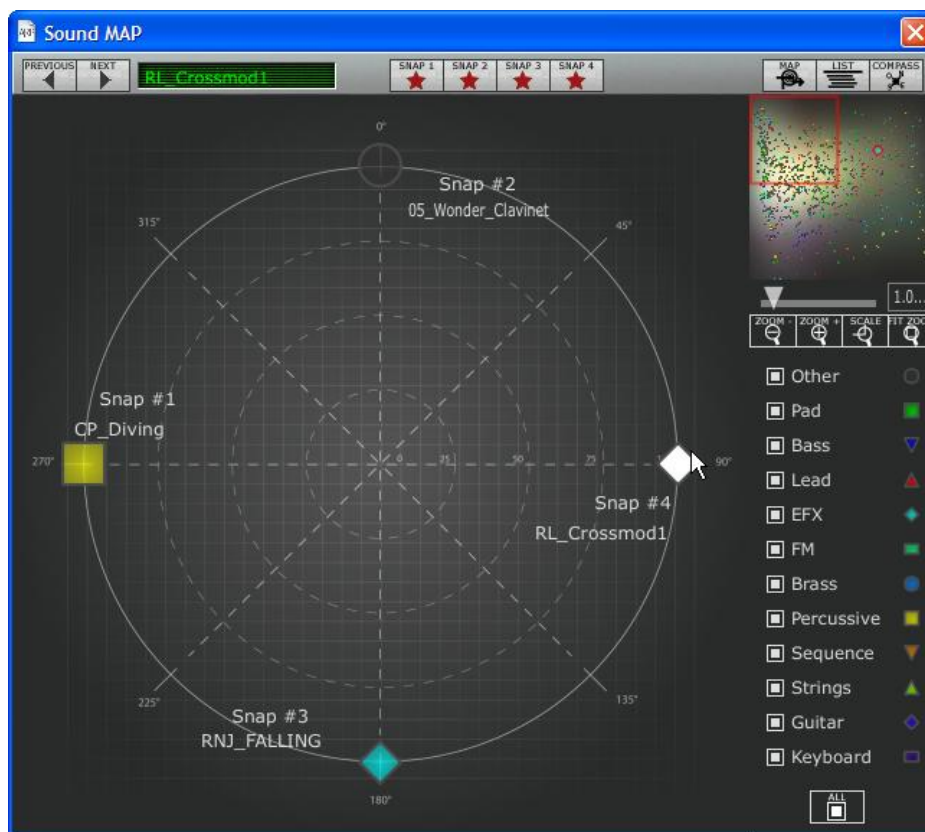 Sound MAP
PREVIOUS NEXT RL_Crossmod1 SNAP 1 SNAP 2 SNAP 3 SNAP 4 MAP LIST COMPASS
0°
Snap #2
05_Wonder_Clavinet
315° 45°
1.0...
ZOOM - ZOOM + SCALE FIT ZOO
Other
Snap #1
Pad
CP_Diving
Bass
270° 0 25 50 75 90°
Lead
Snap #4
EFX
RL_Crossmod1
FM
Brass
Percussive
Sequence
225° 135°
Strings
Snap #3
Guitar
RNJ_FALLING
Keyboard
180°
ALL